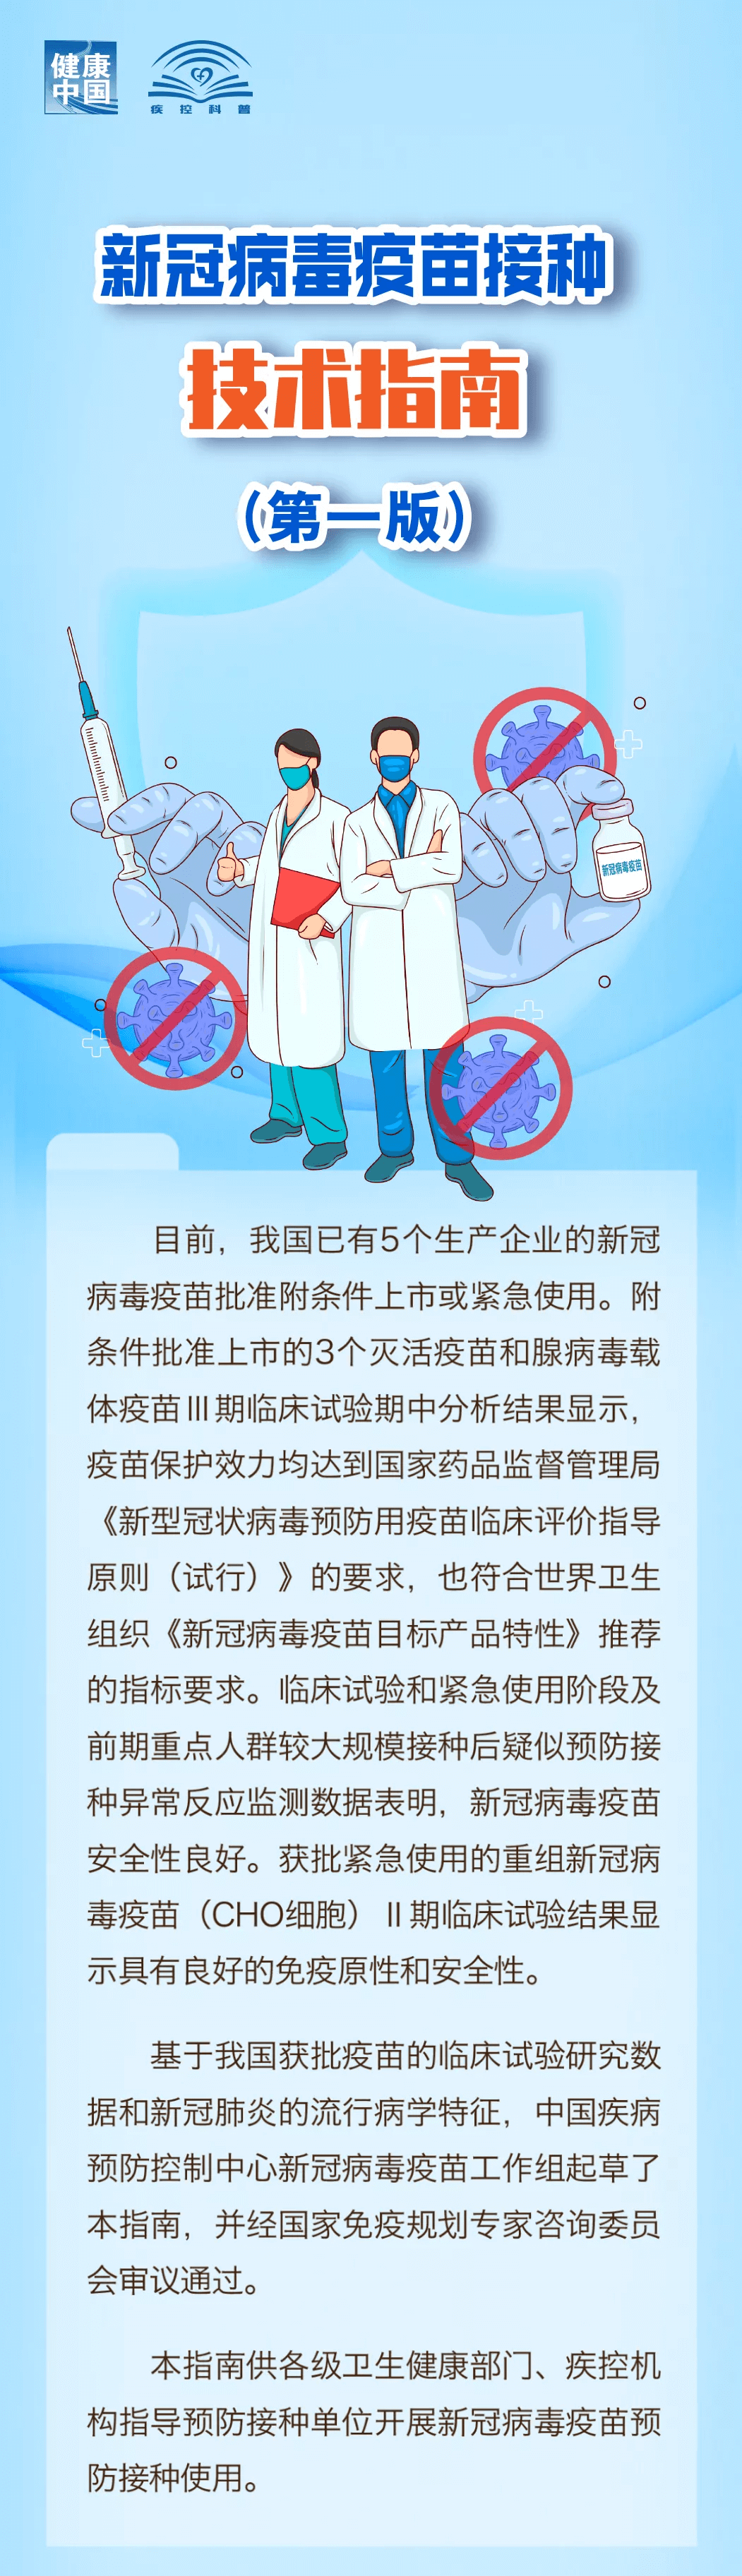 健康
中国
疾控科普
新冠病毒疫苗接种
技术指南
（第一版）
新冠病毒疫苗
目前，我国已有5个生产企业的新冠
病毒疫苗批准附条件上市或紧急使用。附
条件批准上市的3个灭活疫苗和腺病毒载
体疫苗Ⅲ期临床试验期中分析结果显示，
疫苗保护效力均达到国家药品监督管理局
《新型冠状病毒预防用疫苗临床评价指导
原则（试行）》的要求，也符合世界卫生
组织《新冠病毒疫苗目标产品特性》推荐
的指标要求。临床试验和紧急使用阶段及
前期重点人群较大规模接种后疑似预防接
种异常反应监测数据表明，新冠病毒疫苗
安全性良好。获批紧急使用的重组新冠病
毒疫苗（CHO细胞）Ⅱ期临床试验结果显
示具有良好的免疫原性和安全性。
基于我国获批疫苗的临床试验研究数
据和新冠肺炎的流行病学特征，中国疾病
预防控制中心新冠病毒疫苗工作组起草了
本指南，并经国家免疫规划专家咨询委员
会审议通过。
本指南供各级卫生健康部门、疾控机
构指导预防接种单位开展新冠病毒疫苗预
防接种使用。